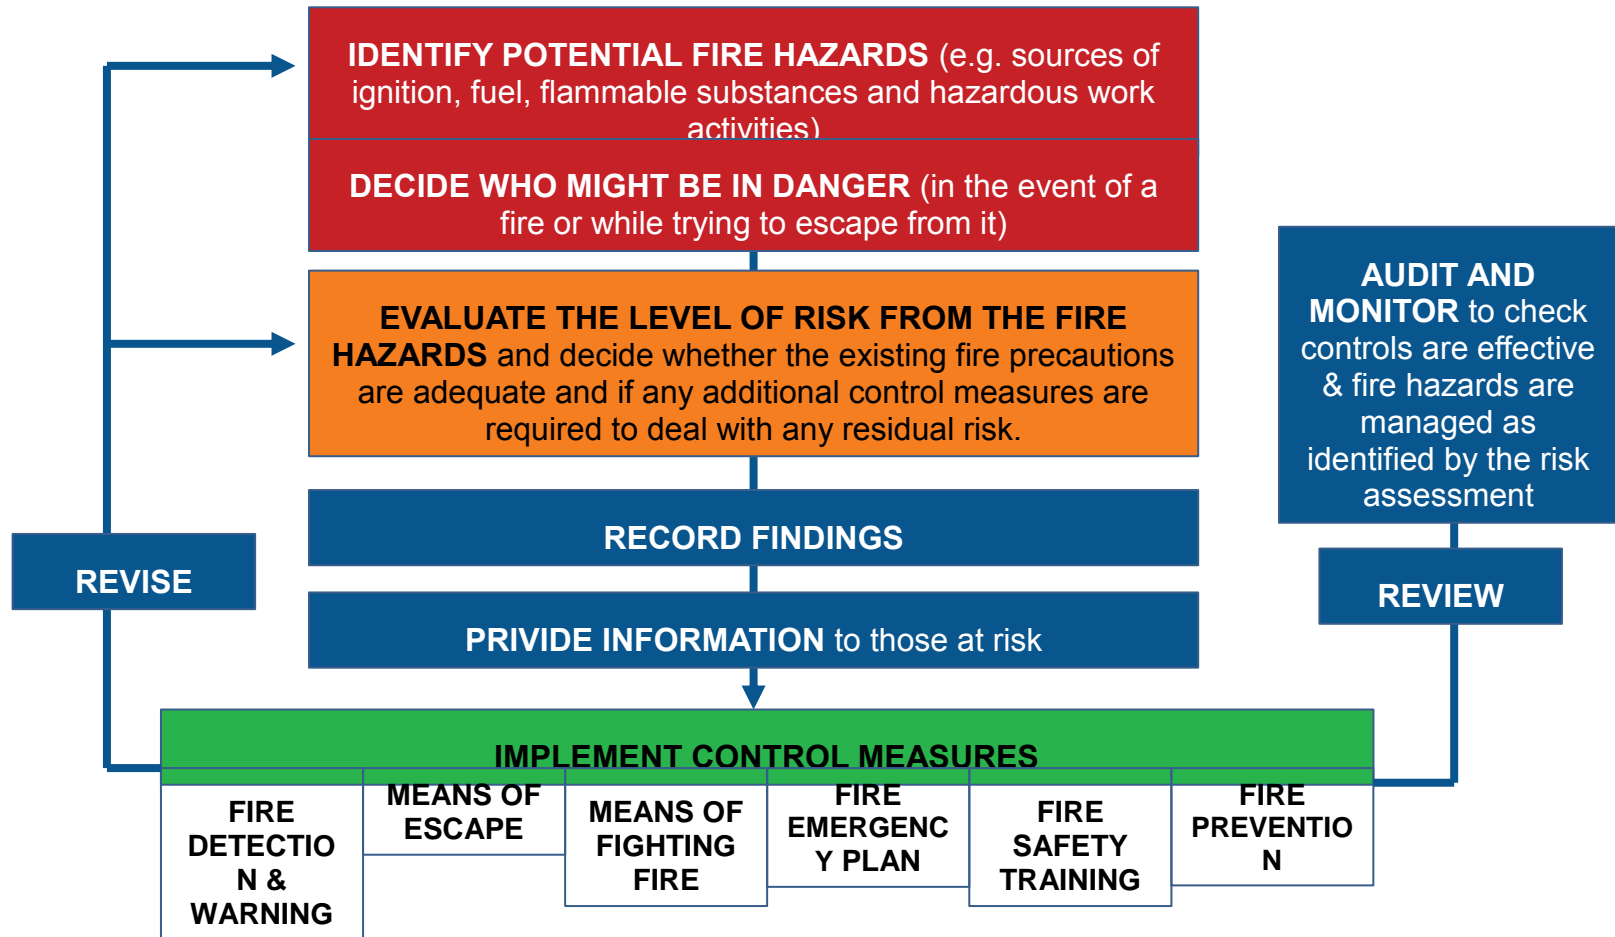 IDENTIFY POTENTIAL FIRE HAZARDS (e.g. sources of
ignition, fuel, flammable substances and hazardous work
activities)
DECIDE WHO MIGHT BE IN DANGER (in the event of a
fire or while trying to escape from it)
EVALUATE THE LEVEL OF RISK FROM THE FIRE
HAZARDS and decide whether the existing fire precautions
are adequate and if any additional control measures are
required to deal with any residual risk.
RECORD FINDINGS
PRIVIDE INFORMATION to those at risk
REVISE
AUDIT AND
MONITOR to check
controls are effective
& fire hazards are
managed as
identified by the risk
assessment
REVIEW
IMPLEMENT CONTROL MEASURES
FIRE
DETECTIO
N &
WARNING
MEANS OF
ESCAPE
MEANS OF
FIGHTING
FIRE
FIRE
EMERGENC
Y PLAN
FIRE
SAFETY
TRAINING
FIRE
PREVENTIO
N